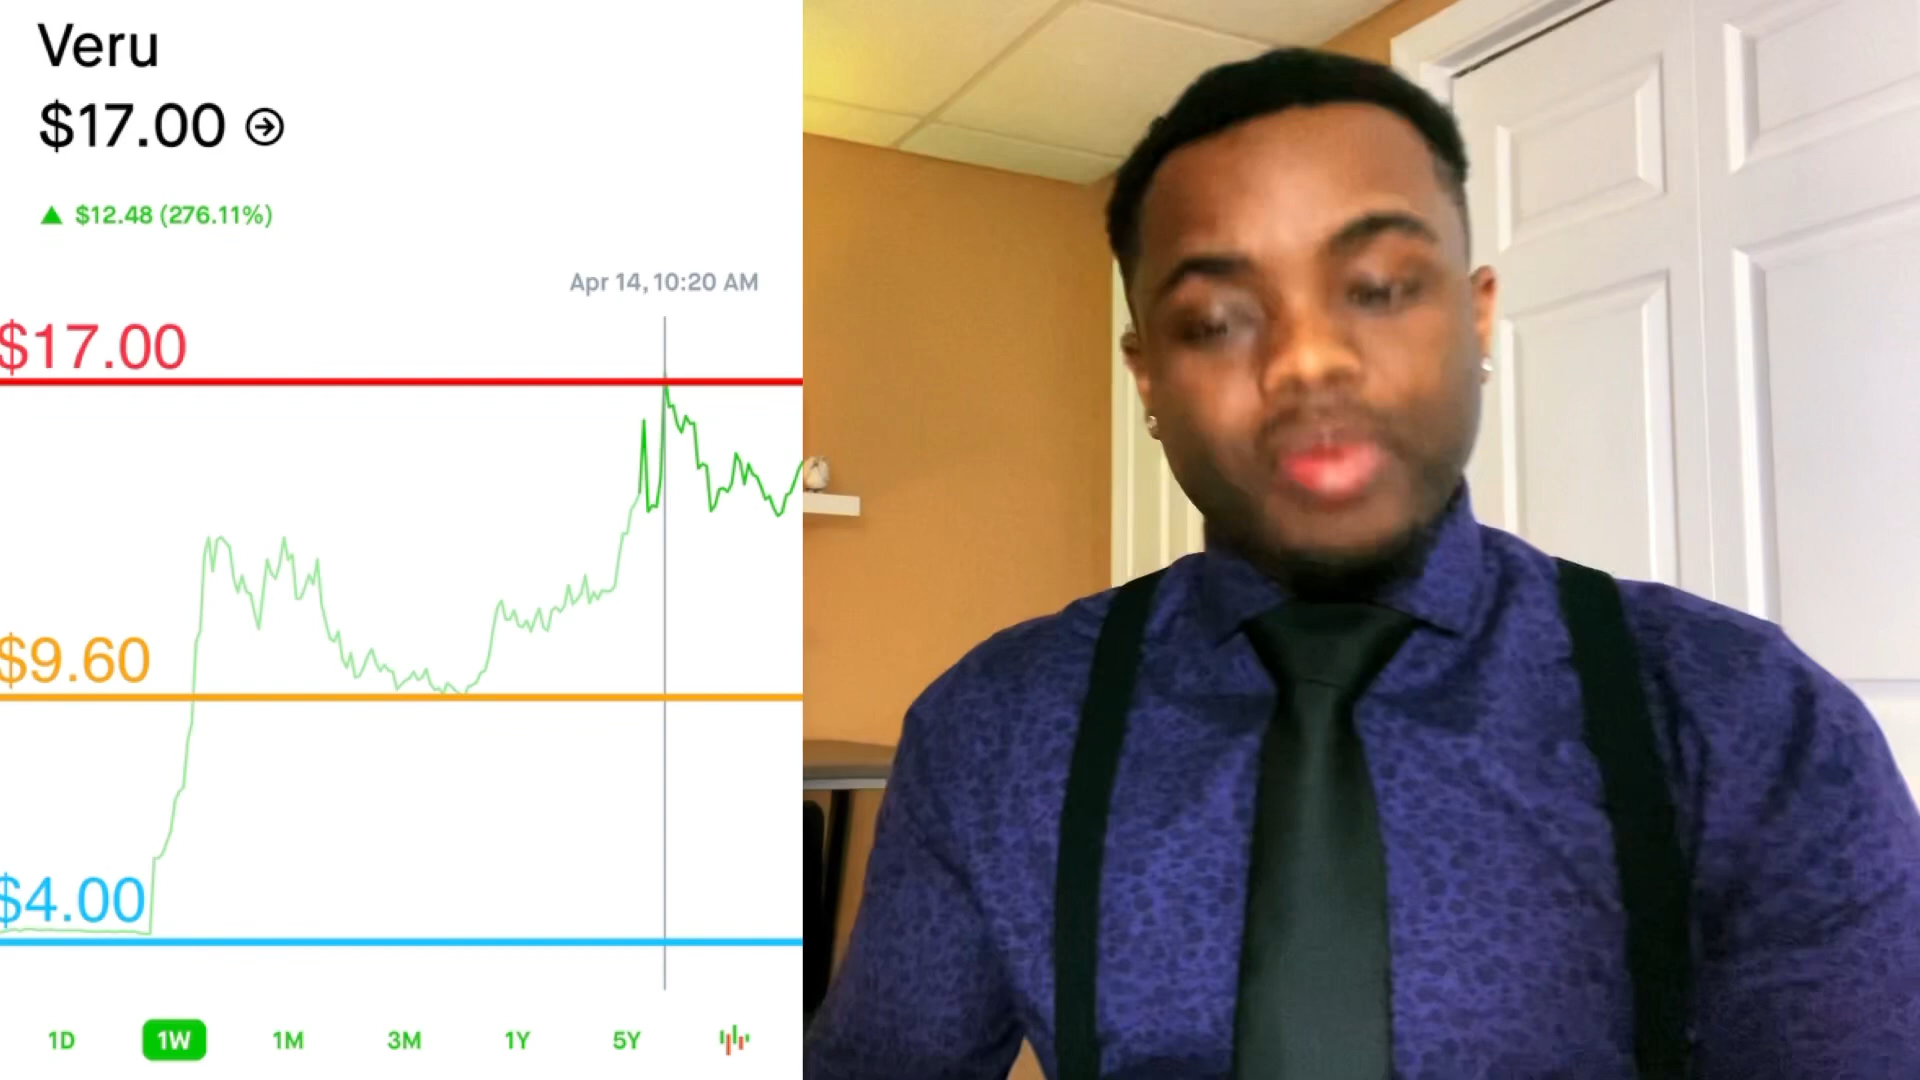 Veru
$17.00
▲ $12.48 (276.11%)
Apr 14, 10:20 AM
$17.00
$9.60
$4.00
1D 1W 1M 3M 1Y 5Y